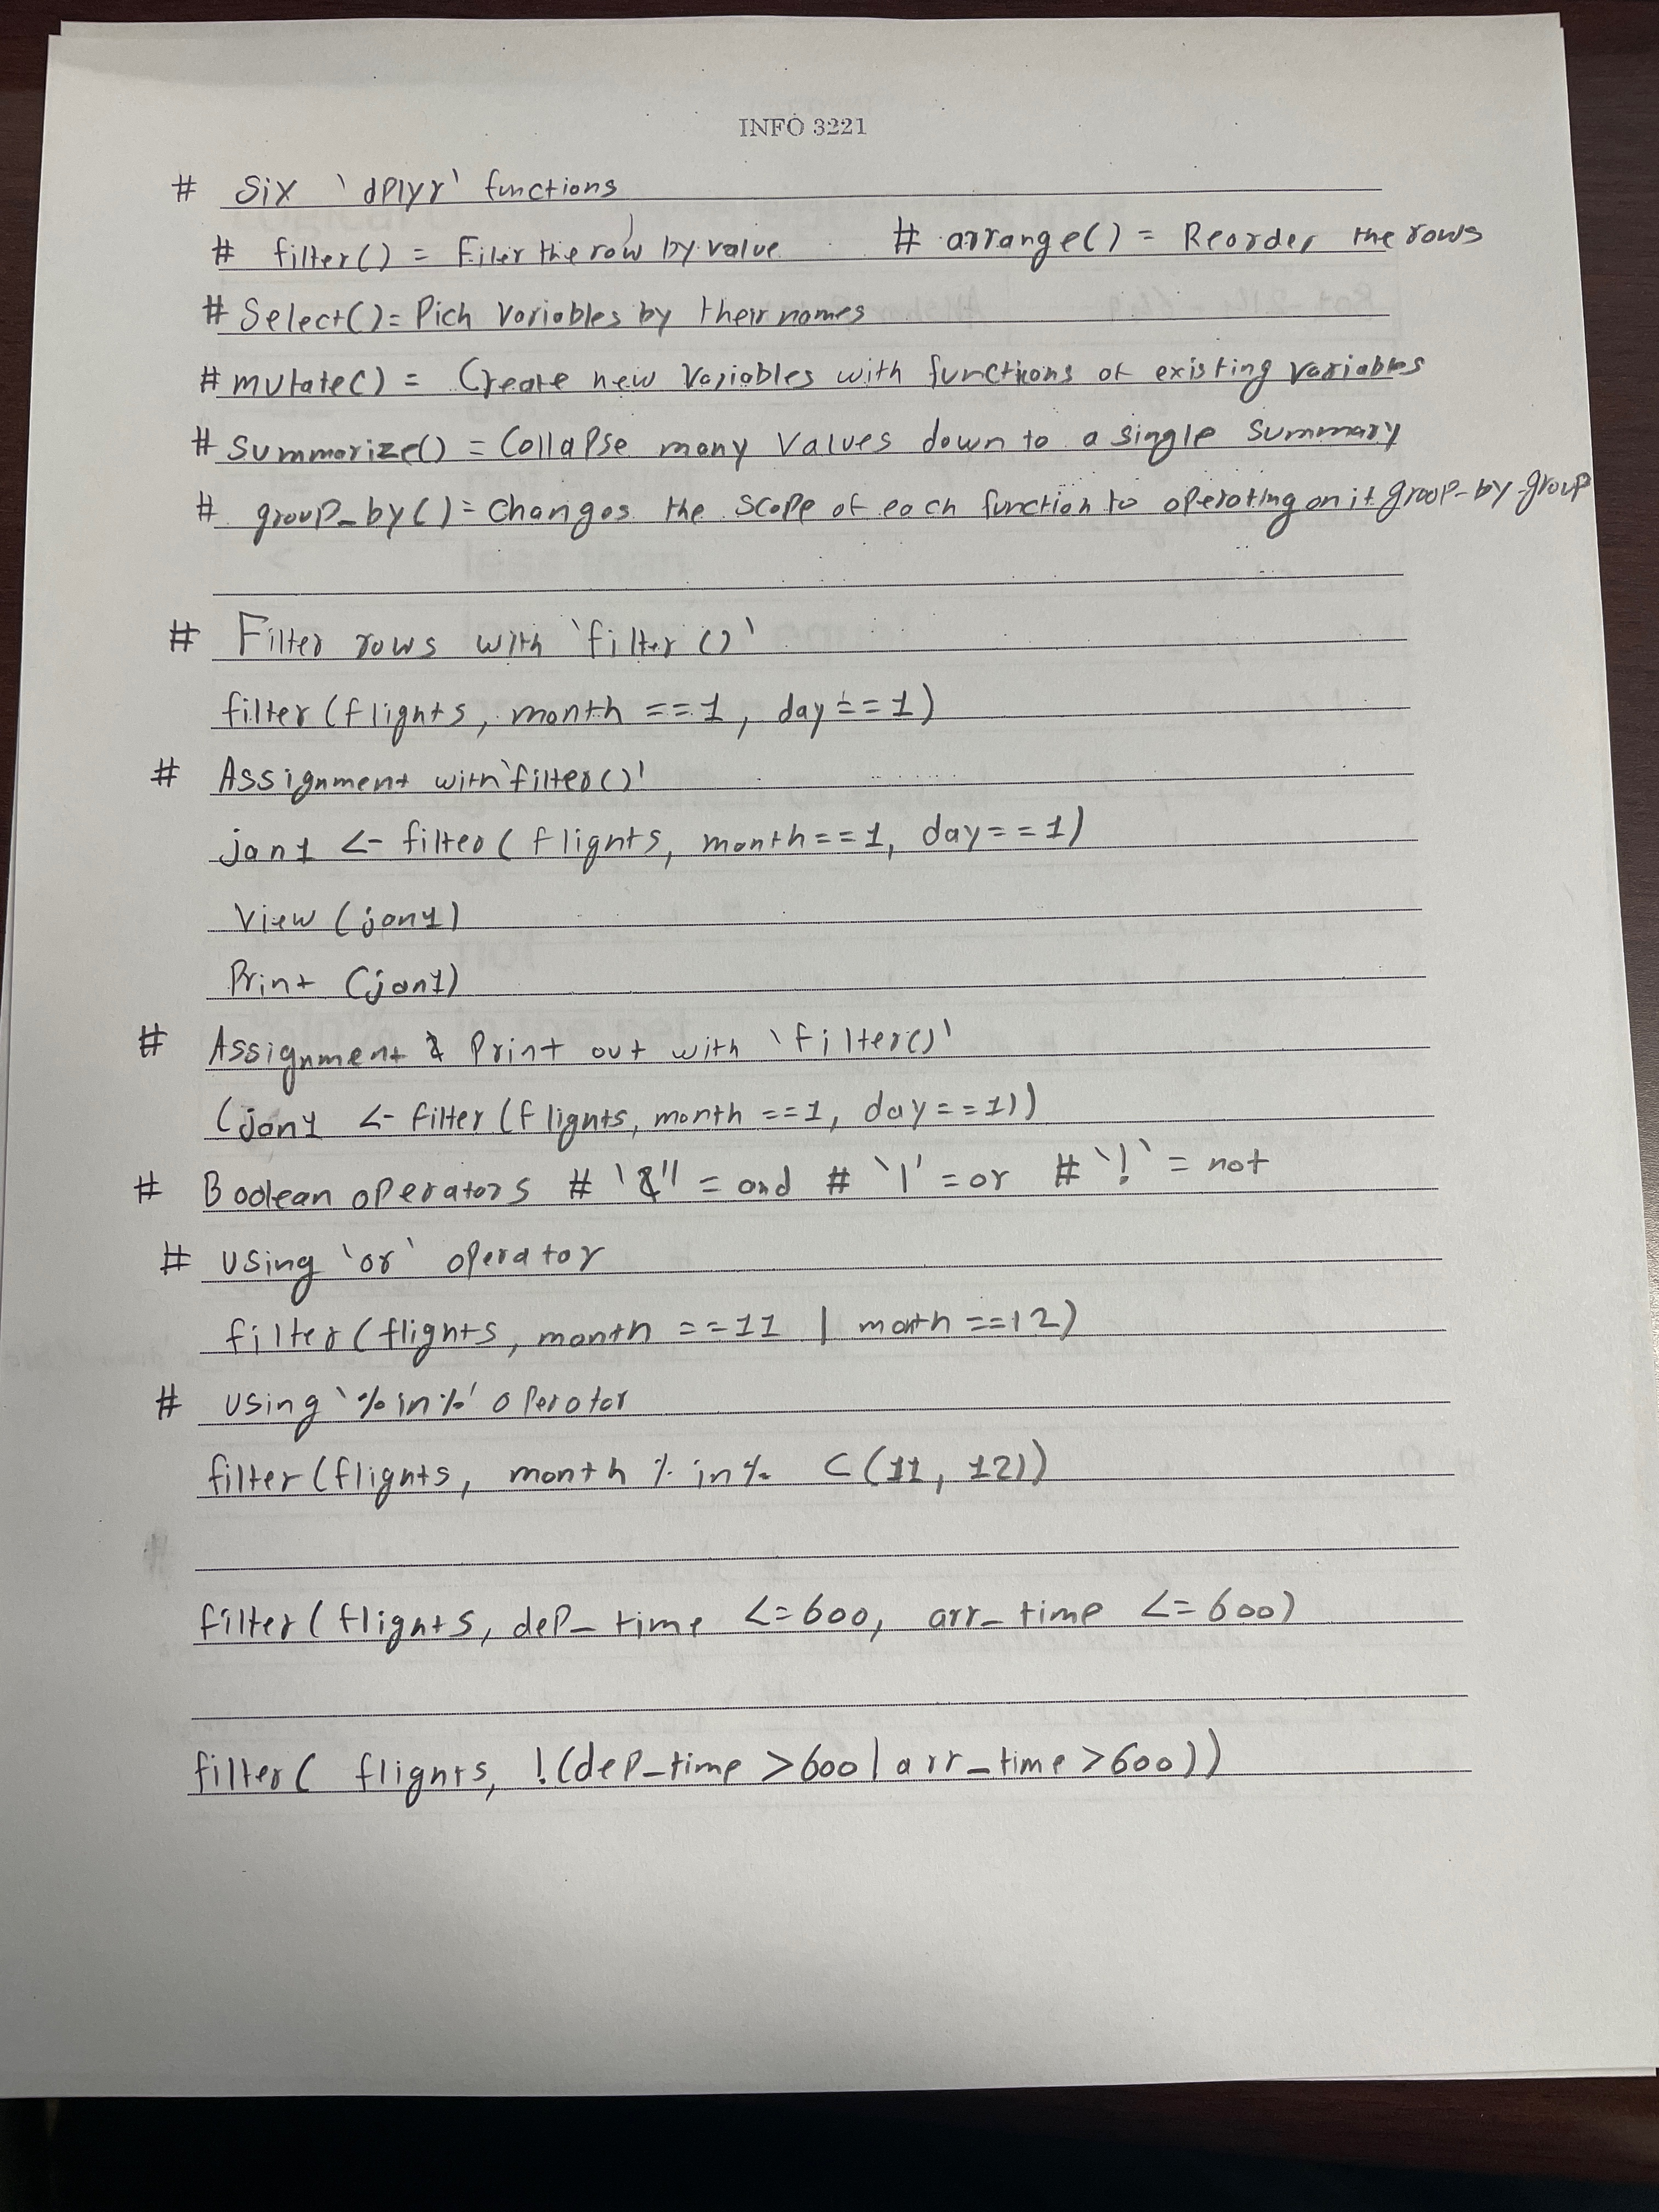 INFO 3221
# Six `dplyr' functions
# filter() = Filer the row by value # arrange() = Reorder the rows
# Select() = Pich Variables by their names
# mutate() = Create new Variables with functions of existing variables
# Summarize() = Collapse many Values down to a single Summary
# group_by() = Changes the scope of each function to operating on it group-by-group
# Filter rows with `filter ()`
filter (flights, month == 1, day == 1)
# Assignment with `filter()'
jan1 <- filter (flights, month == 1, day == 1)
View (jan1)
Print (jan1)
# Assignment & Print out with `filter()'
(jan1 <- filter (flights, month == 1, day == 1))
# Boolean operators # '&'' = and # `|' = or # `!` = not
# Using `or` operator
filter (flights, month == 11 | month == 12)
# Using `%in%' operator
filter (flights, month %in% C (11, 12))
filter (flights, dep_time <= 600, arr_time <= 600)
filter ( flights, !(dep_time > 600 | arr_time > 600))